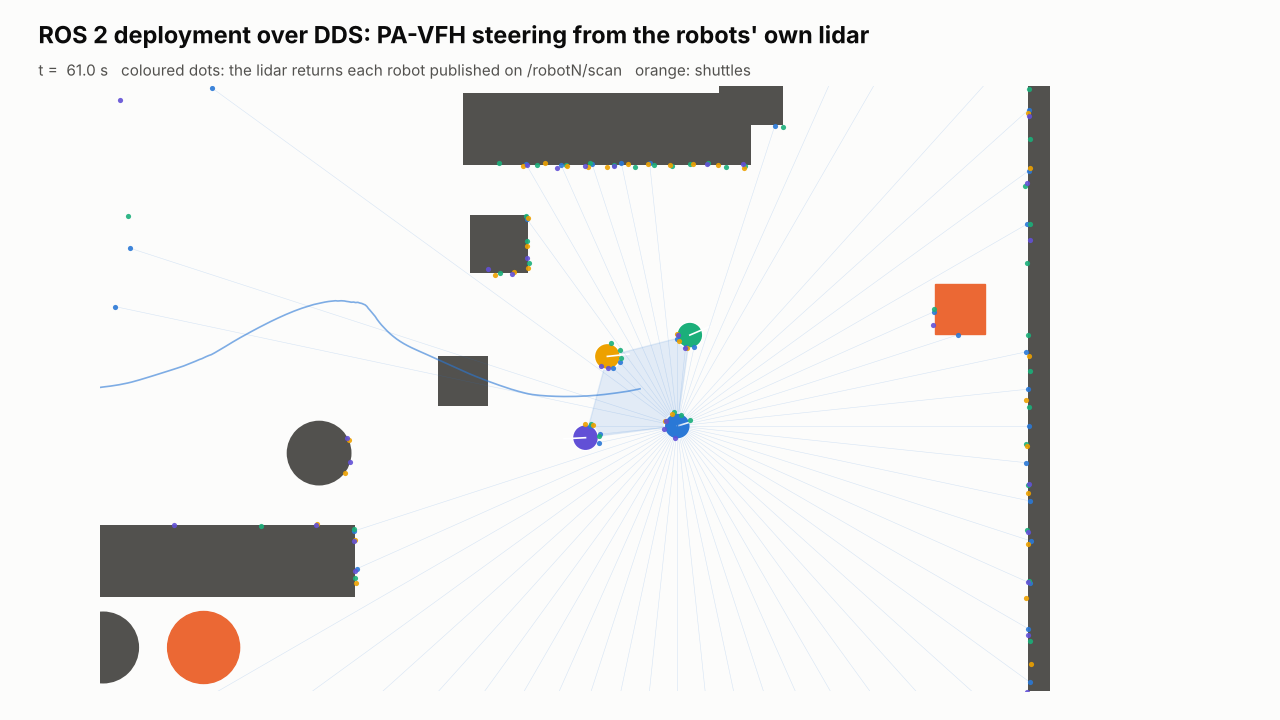 ROS 2 deployment over DDS: PA-VFH steering from the robots' own lidar
t =  61.0 s   coloured dots: the lidar returns each robot published on /robotN/scan   orange: shuttles